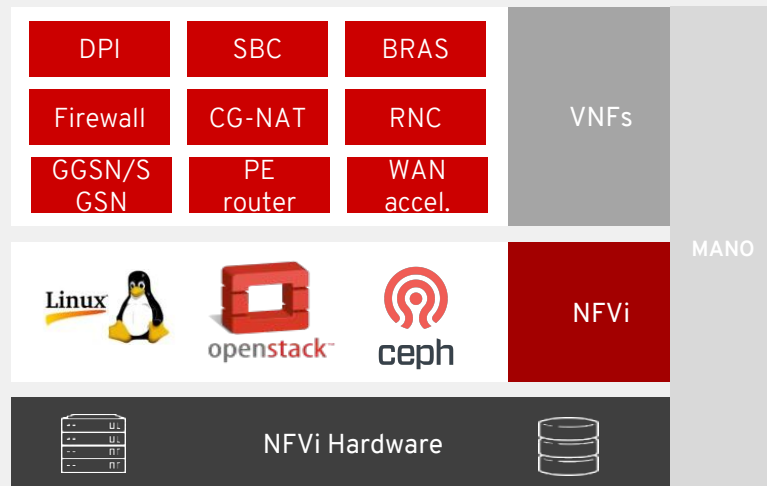 DPI
SBC
BRAS
Firewall
CG-NAT
RNC
VNFs
GGSN/S
GSN
PE
router
WAN
accel.
MANO
Linux
openstack™
ceph
NFVi
NFVi Hardware